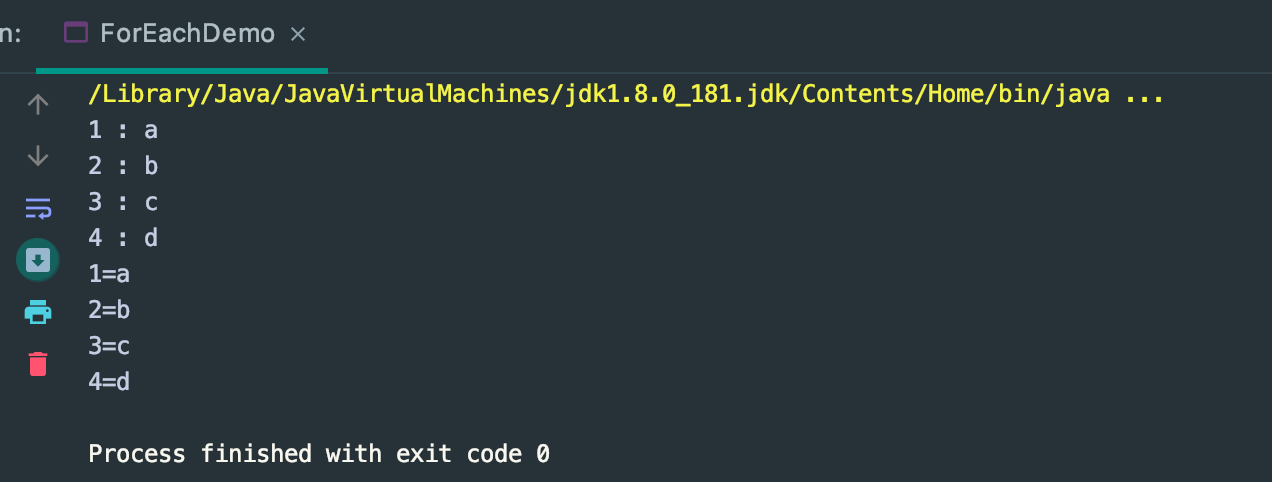 n:
ForEachDemo ×
/Library/Java/JavaVirtualMachines/jdk1.8.0_181.jdk/Contents/Home/bin/java ...
1 : a
2 : b
3 : c
4 : d
1=a
2=b
3=c
4=d
Process finished with exit code 0